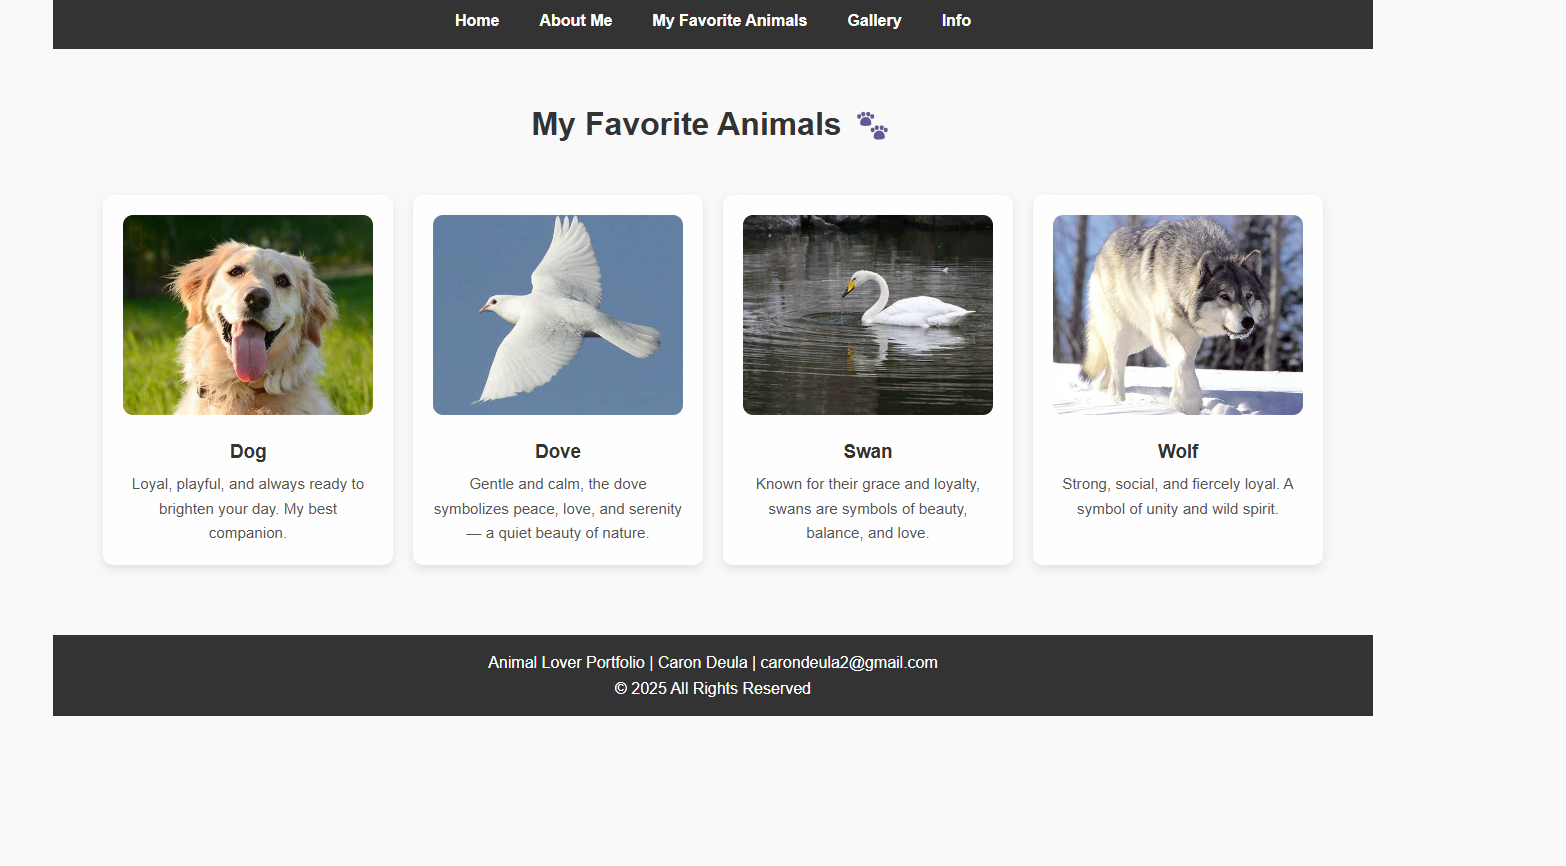 Home About Me My Favorite Animals Gallery Info
My Favorite Animals 🐾
Dog
Loyal, playful, and always ready to
brighten your day. My best
companion.
Dove
Gentle and calm, the dove
symbolizes peace, love, and serenity
— a quiet beauty of nature.
Swan
Known for their grace and loyalty,
swans are symbols of beauty,
balance, and love.
Wolf
Strong, social, and fiercely loyal. A
symbol of unity and wild spirit.
Animal Lover Portfolio | Caron Deula | carondeula2@gmail.com
© 2025 All Rights Reserved